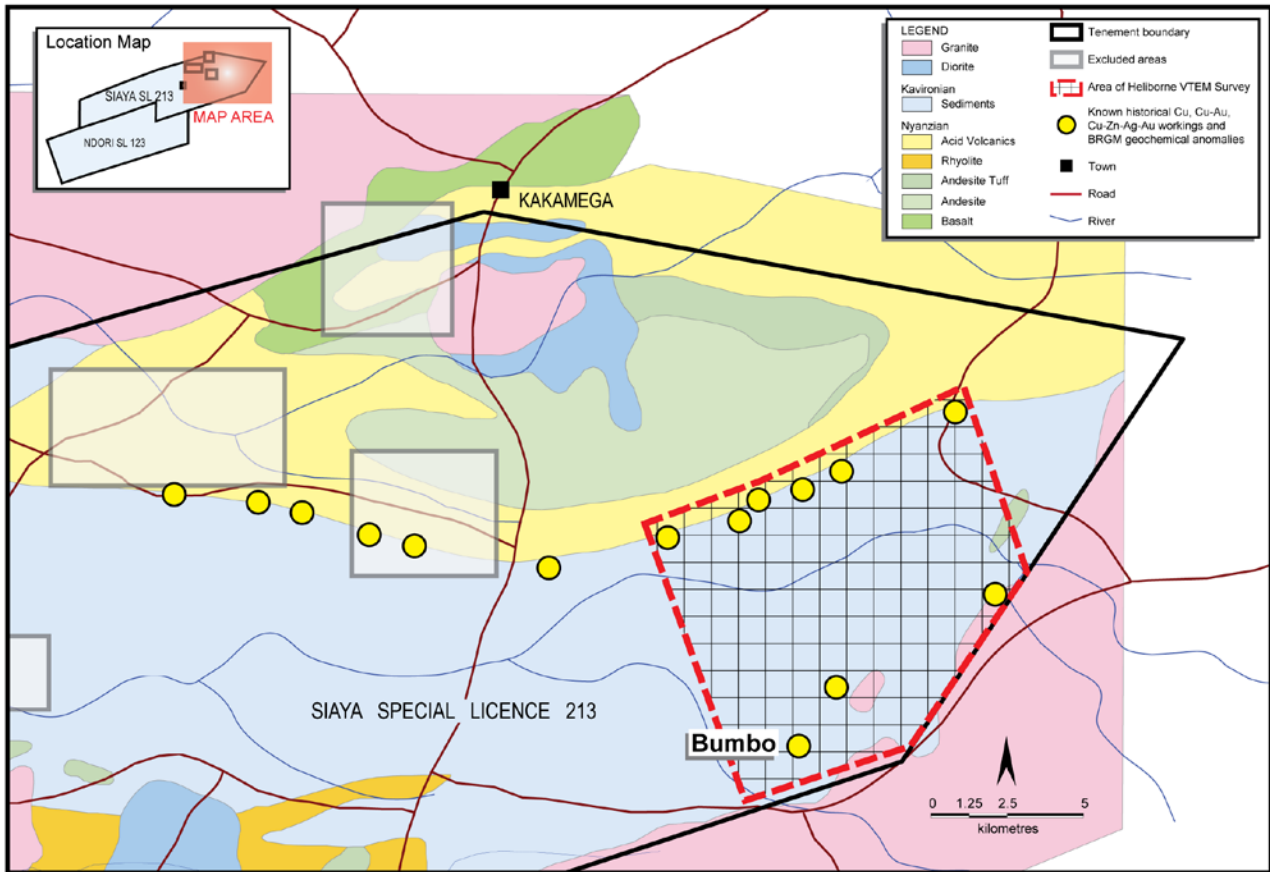 Location Map
SIAYA SL 213
MAP AREA
NDORI SL 123
LEGEND
Granite
Diorite
Kavironian
Sediments
Nyanzian
Acid Volcanics
Rhyolite
Andesite Tuff
Andesite
Basalt
Tenement boundary
Excluded areas
Area of Heliborne VTEM Survey
Known historical Cu, Cu-Au,
Cu-Zn-Ag-Au workings and
BRGM geochemical anomalies
Town
Road
River
KAKAMEGA
SIAYA SPECIAL LICENCE 213
Bumbo
0 1.25 2.5 5
kilometres